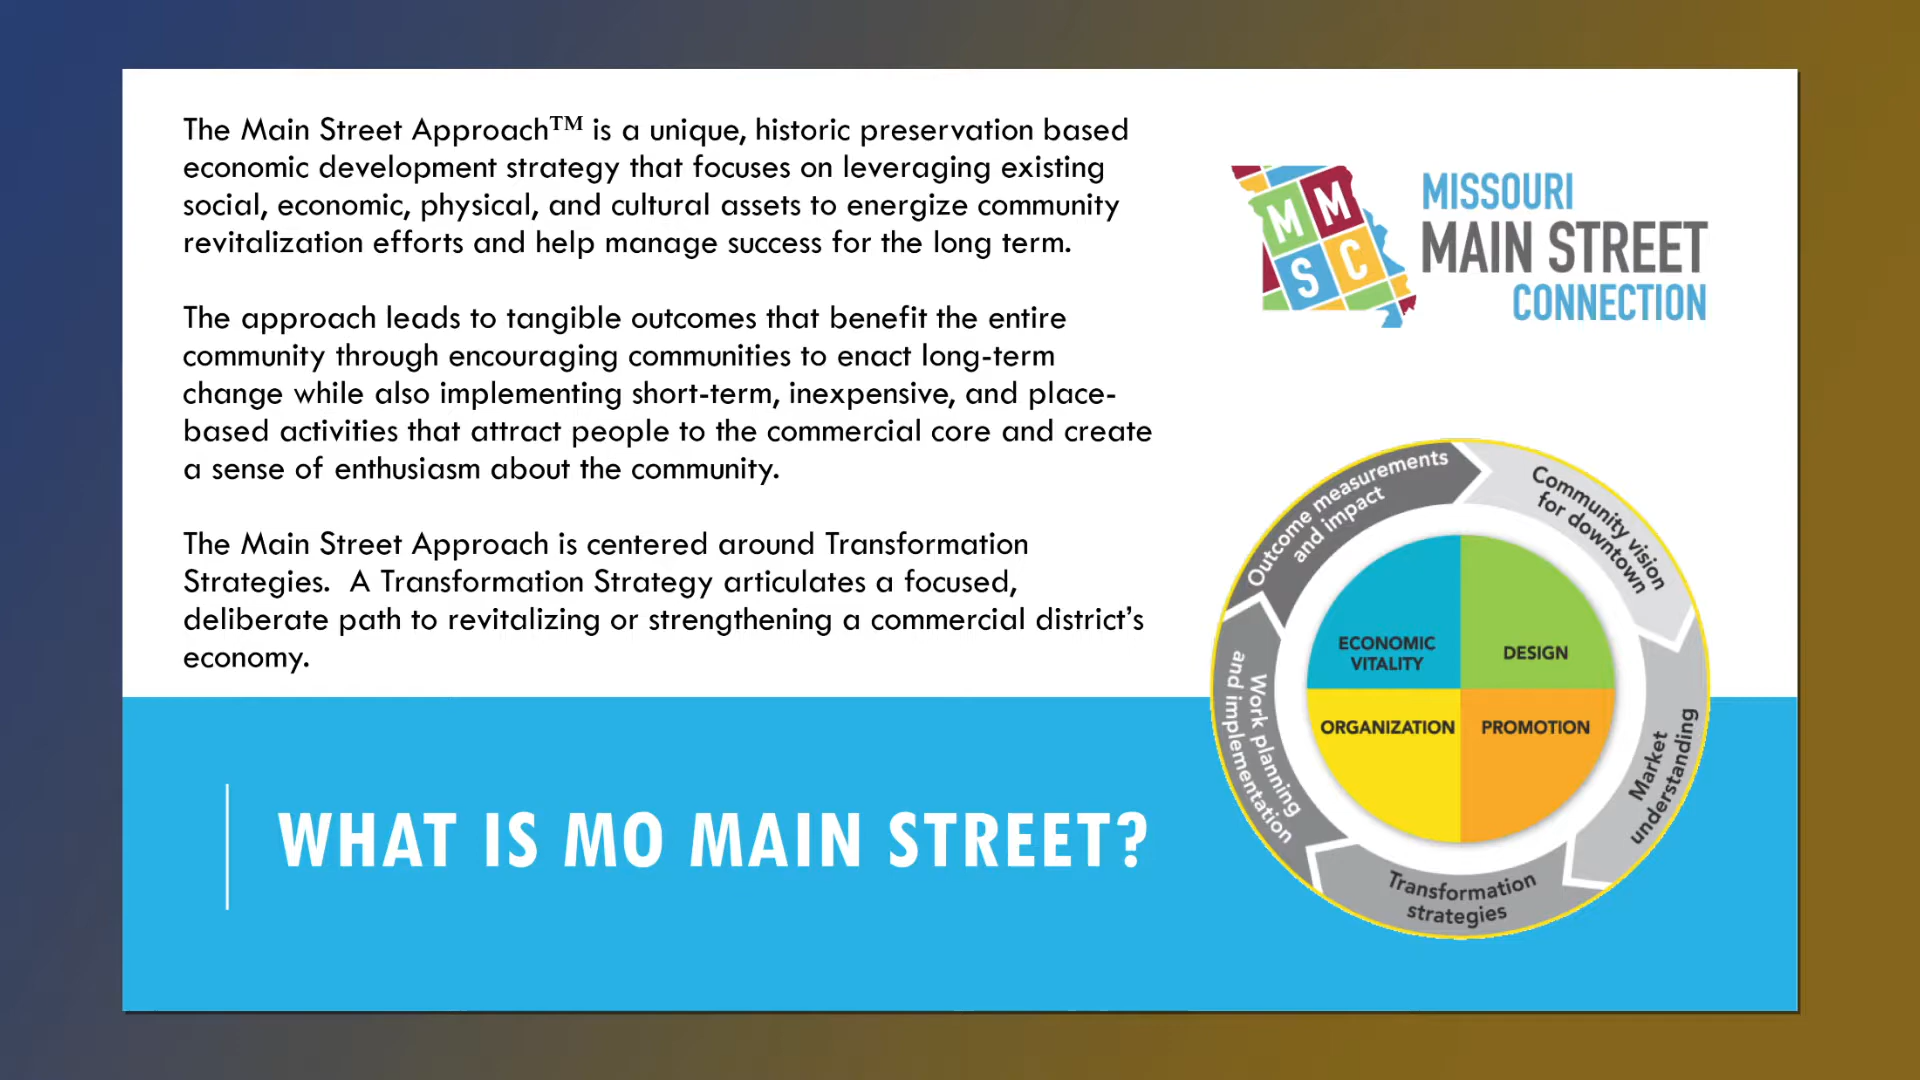 The Main Street Approach™ is a unique, historic preservation based
economic development strategy that focuses on leveraging existing
social, economic, physical, and cultural assets to energize community
revitalization efforts and help manage success for the long term.
The approach leads to tangible outcomes that benefit the entire
community through encouraging communities to enact long-term
change while also implementing short-term, inexpensive, and place-
based activities that attract people to the commercial core and create
a sense of enthusiasm about the community.
The Main Street Approach is centered around Transformation
Strategies.  A Transformation Strategy articulates a focused,
deliberate path to revitalizing or strengthening a commercial district's
economy.
WHAT IS MO MAIN STREET?
M M
S C
MISSOURI
MAIN STREET
CONNECTION
Outcome measurements
and impact
Community vision
for downtown
Market
understanding
Transformation
strategies
Work planning
and implementation
ECONOMIC
VITALITY
DESIGN
ORGANIZATION
PROMOTION